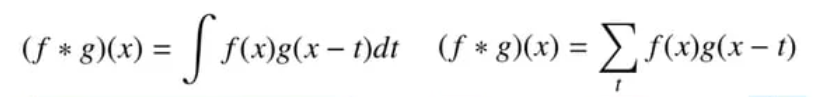 (f * g)(x) = ∫ f(x)g(x − t)dt (f * g)(x) = ∑_t f(x)g(x − t)